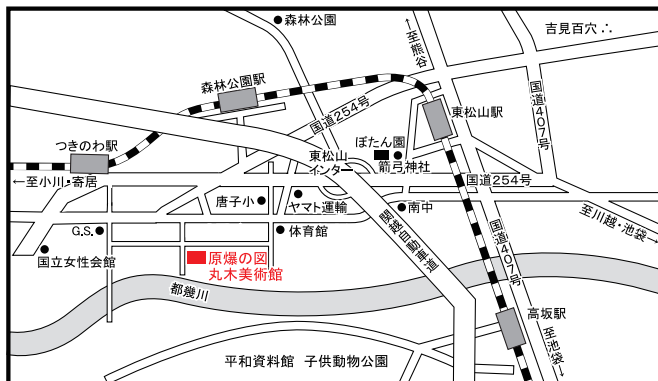 森林公園
←至熊谷
吉見百穴
森林公園駅
国道254号
国道407号
東松山駅
つきのわ駅
ぼたん園
東松山
インター
箭弓神社
←至小川・寄居
国道254号
唐子小
ヤマト運輸
南中
至川越・池袋→
G.S.
体育館
関越自動車道
国道407号
国立女性会館
原爆の図
丸木美術館
都幾川
高坂駅
至池袋→
平和資料館 子供動物公園